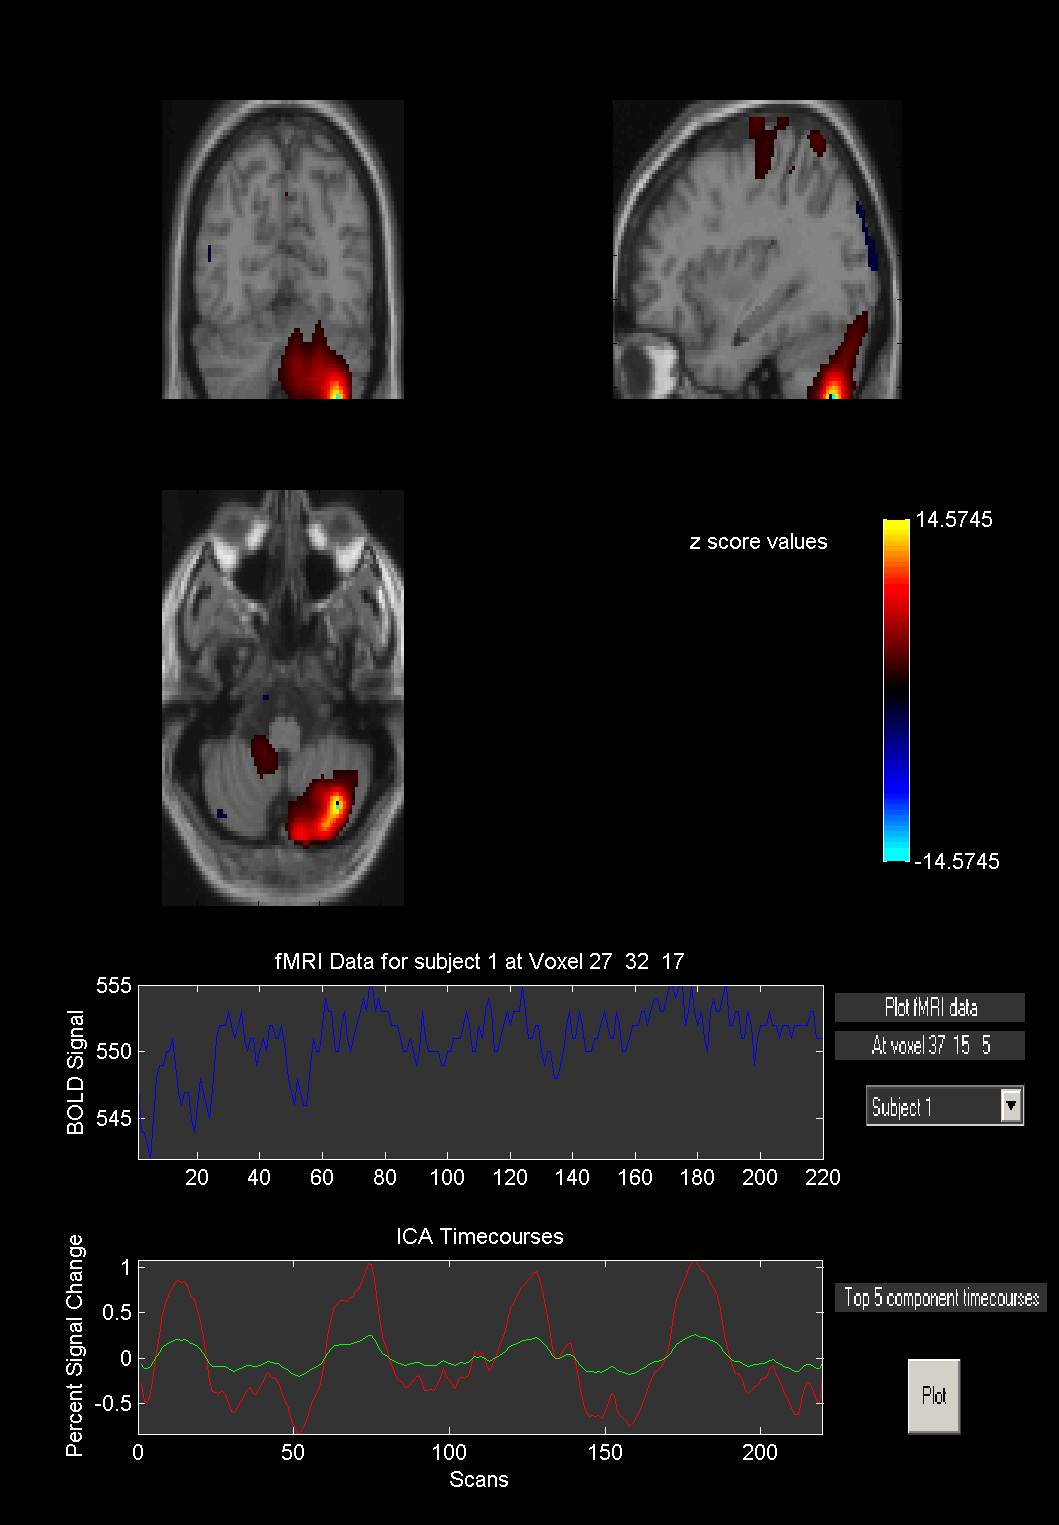 14.5745
z score values
-14.5745
fMRI Data for subject 1 at Voxel 27 32 17
555
550
545
BOLD Signal
20 40 60 80 100 120 140 160 180 200 220
Plot fMRI data
At voxel 37 15 5
Subject 1
ICA Timecourses
1
0.5
0
-0.5
Percent Signal Change
0 50 100 150 200
Scans
Top 5 component timecourses
Plot